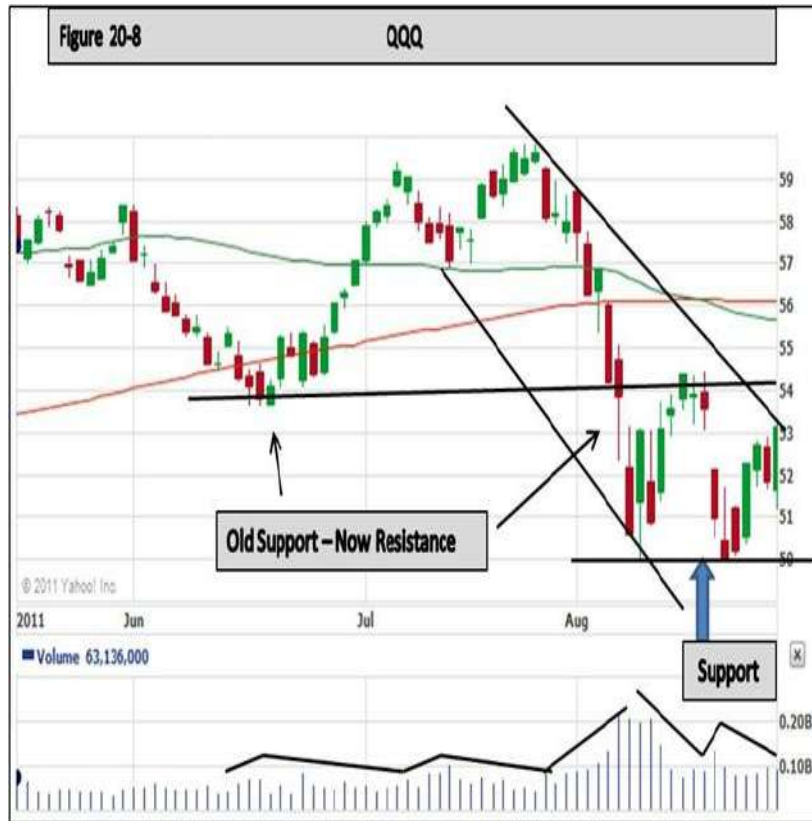 Figure 20-8 QQQ
59
58
57
56
55
54
53
52
51
50
Old Support – Now Resistance
© 2011 Yahoo! Inc
2011 Jun Jul Aug
Volume 63,136,000
x
Support
0.20B
0.10B